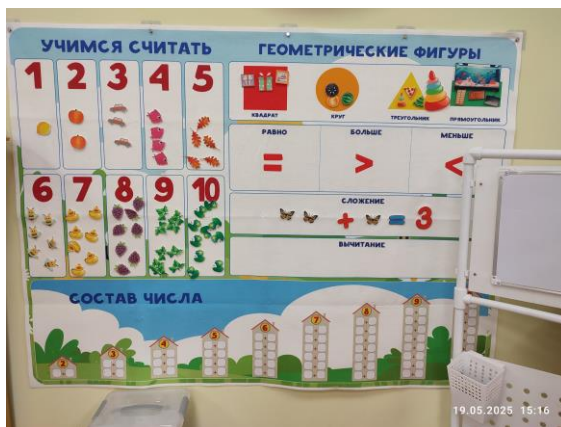 УЧИМСЯ СЧИТАТЬ
1 2 3 4 5
6 7 8 9 10
ГЕОМЕТРИЧЕСКИЕ ФИГУРЫ
КВАДРАТ КРУГ ТРЕУГОЛЬНИК ПРЯМОУГОЛЬНИК
РАВНО БОЛЬШЕ МЕНЬШЕ
= > <
СЛОЖЕНИЕ
+ = 3
ВЫЧИТАНИЕ
СОСТАВ ЧИСЛА
2 3 4 5 6 7 8 9
19.05.2025 15:16